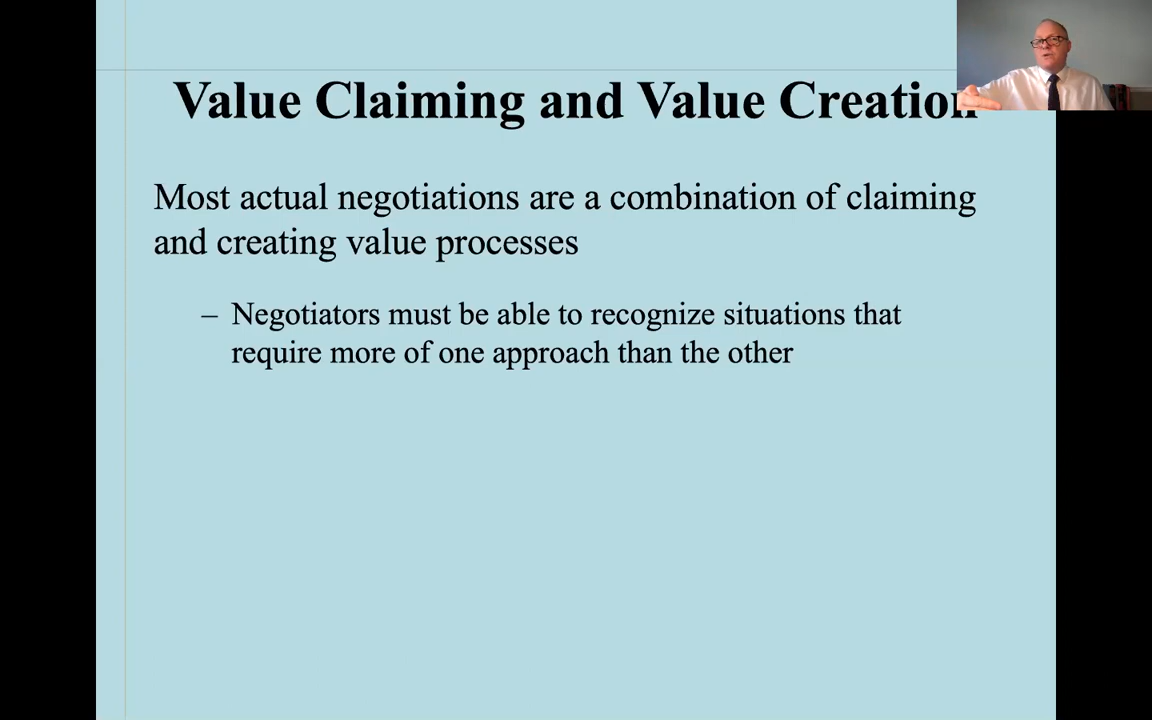 Value Claiming and Value Creation
Most actual negotiations are a combination of claiming
and creating value processes
– Negotiators must be able to recognize situations that
require more of one approach than the other